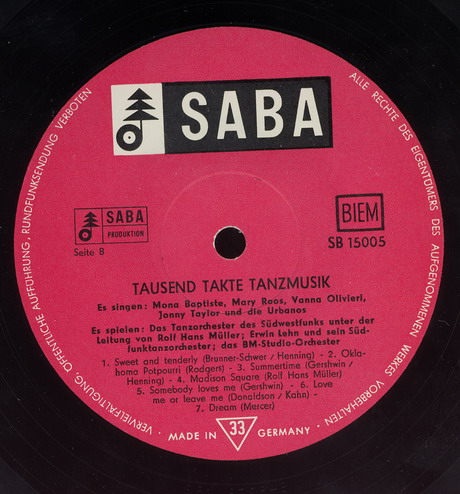 SABA
SABA
PRODUKTION
Seite B
BIEM
SB 15005
TAUSEND TAKTE TANZMUSIK
Es singen: Mona Baptiste, Mary Roos, Vanna Olivieri,
Jonny Taylor und die Urbanos
Es spielen: Das Tanzorchester des Südwestfunks unter der
Leitung von Rolf Hans Müller; Erwin Lehn und sein Süd-
funktanzorchester; das BM-Studio-Orchester
1. Sweet and tenderly (Brunner-Schwer / Henning) - 2. Okla-
homa Potpourri (Rodgers) - 3. Summertime (Gershwin /
Henning) - 4. Madison Square (Rolf Hans Müller)
5. Somebody loves me (Gershwin) - 6. Love
me or leave me (Donaldson / Kahn) -
7. Dream (Mercer)
MADE IN 33 GERMANY
ALLE RECHTE DES EIGENTÜMERS DES AUFGENOMMENEN WERKES VORBEHALTEN · VERVIELFÄLTIGUNG, ÖFFENTLICHE AUFFÜHRUNG, RUNDFUNKSENDUNG VERBOTEN